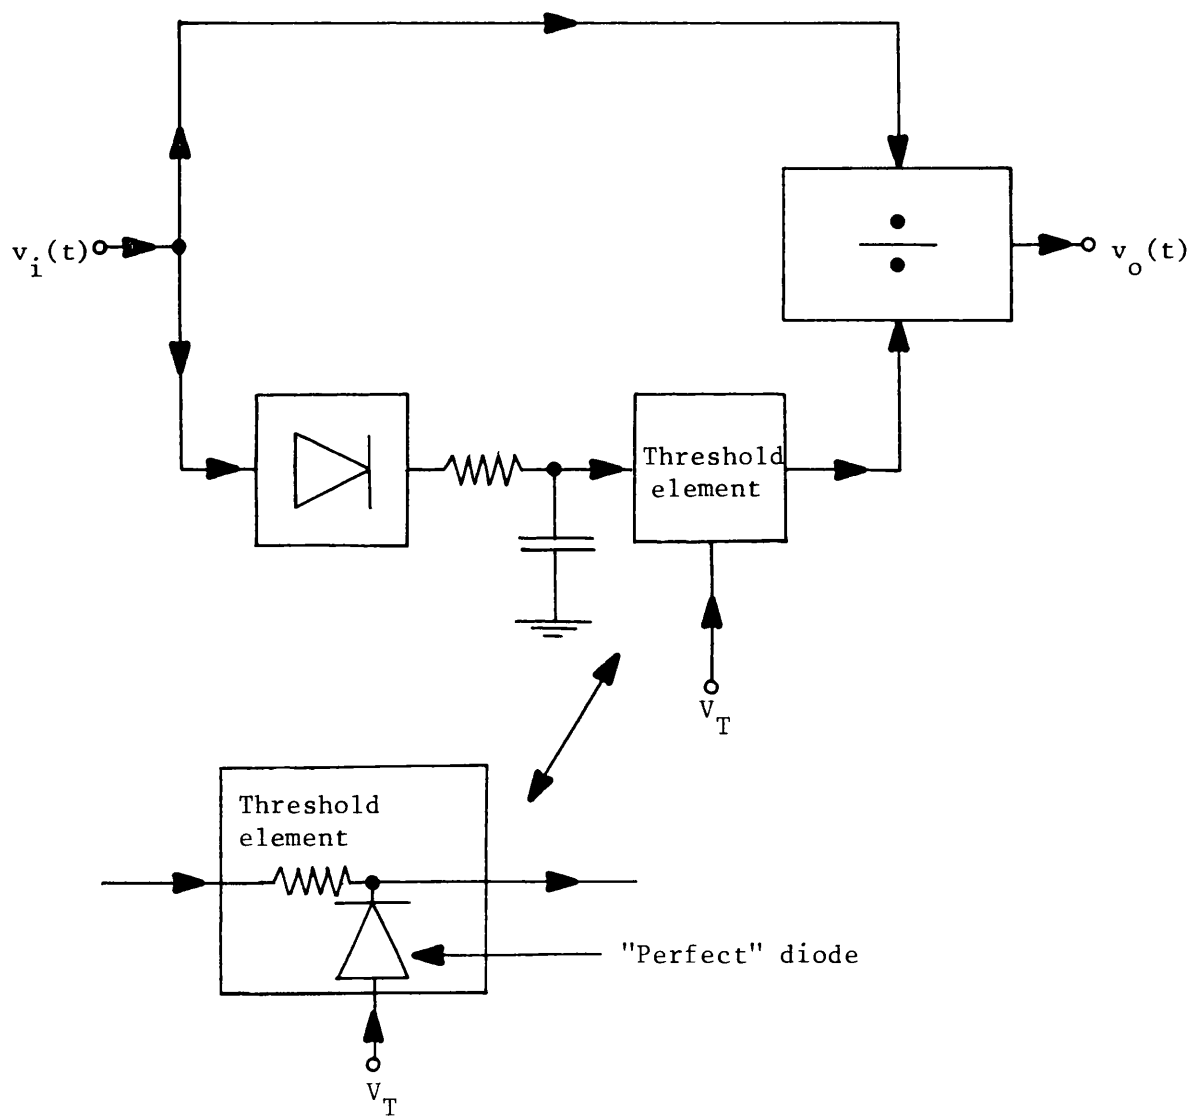 v_i(t)
v_o(t)
Threshold
element
V_T
Threshold
element
"Perfect" diode
V_T